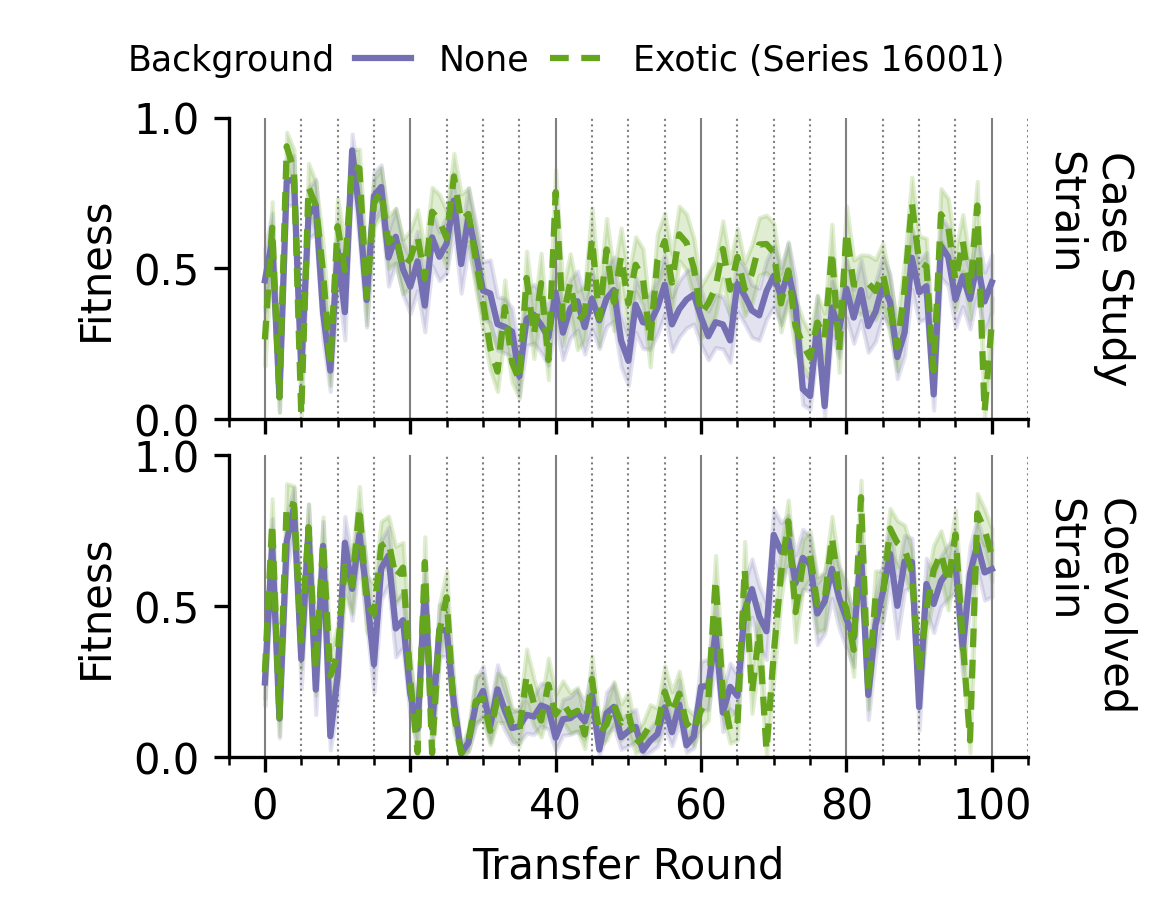 Background None Exotic (Series 16001)
1.0
0.5
0.0
Fitness
Case Study
Strain
1.0
0.5
0.0
Fitness
Coevolved
Strain
0 20 40 60 80 100
Transfer Round